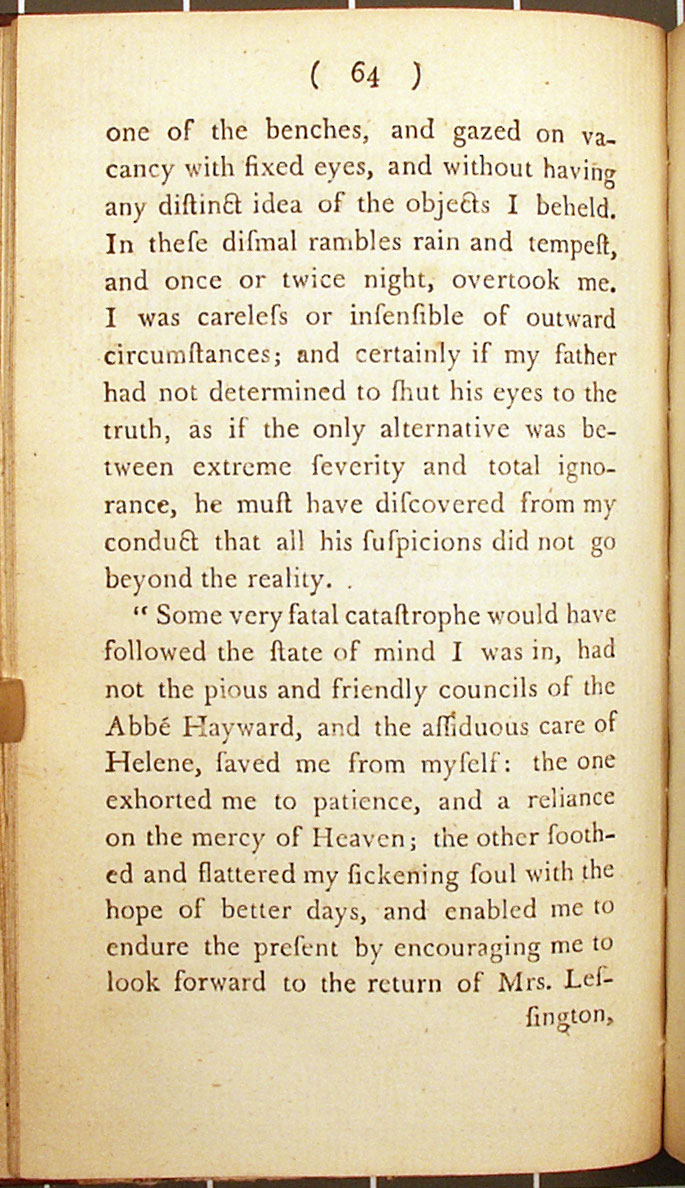 ( 64 )
one of the benches, and gazed on va-
cancy with fixed eyes, and without having
any diſtinct idea of the objects I beheld.
In theſe diſmal rambles rain and tempeſt,
and once or twice night, overtook me.
I was careleſs or inſenſible of outward
circumſtances; and certainly if my father
had not determined to ſhut his eyes to the
truth, as if the only alternative was be-
tween extreme ſeverity and total igno-
rance, he muſt have diſcovered from my
conduct that all his ſuſpicions did not go
beyond the reality.
“ Some very fatal cataſtrophe would have
followed the ſtate of mind I was in, had
not the pious and friendly councils of the
Abbé Hayward, and the aſſiduous care of
Helene, ſaved me from myſelf: the one
exhorted me to patience, and a reliance
on the mercy of Heaven; the other ſooth-
ed and flattered my ſickening ſoul with the
hope of better days, and enabled me to
endure the preſent by encouraging me to
look forward to the return of Mrs. Leſ-
ſington,